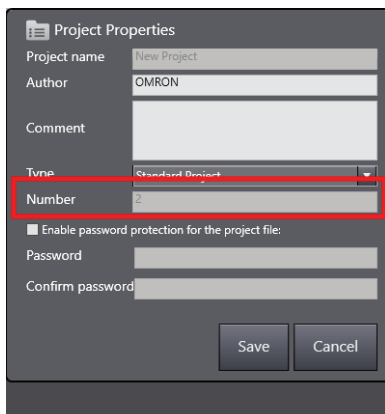 Project Properties
Project name New Project
Author OMRON
Comment
Type Standard Project
Number 2
Enable password protection for the project file:
Password
Confirm password
Save Cancel